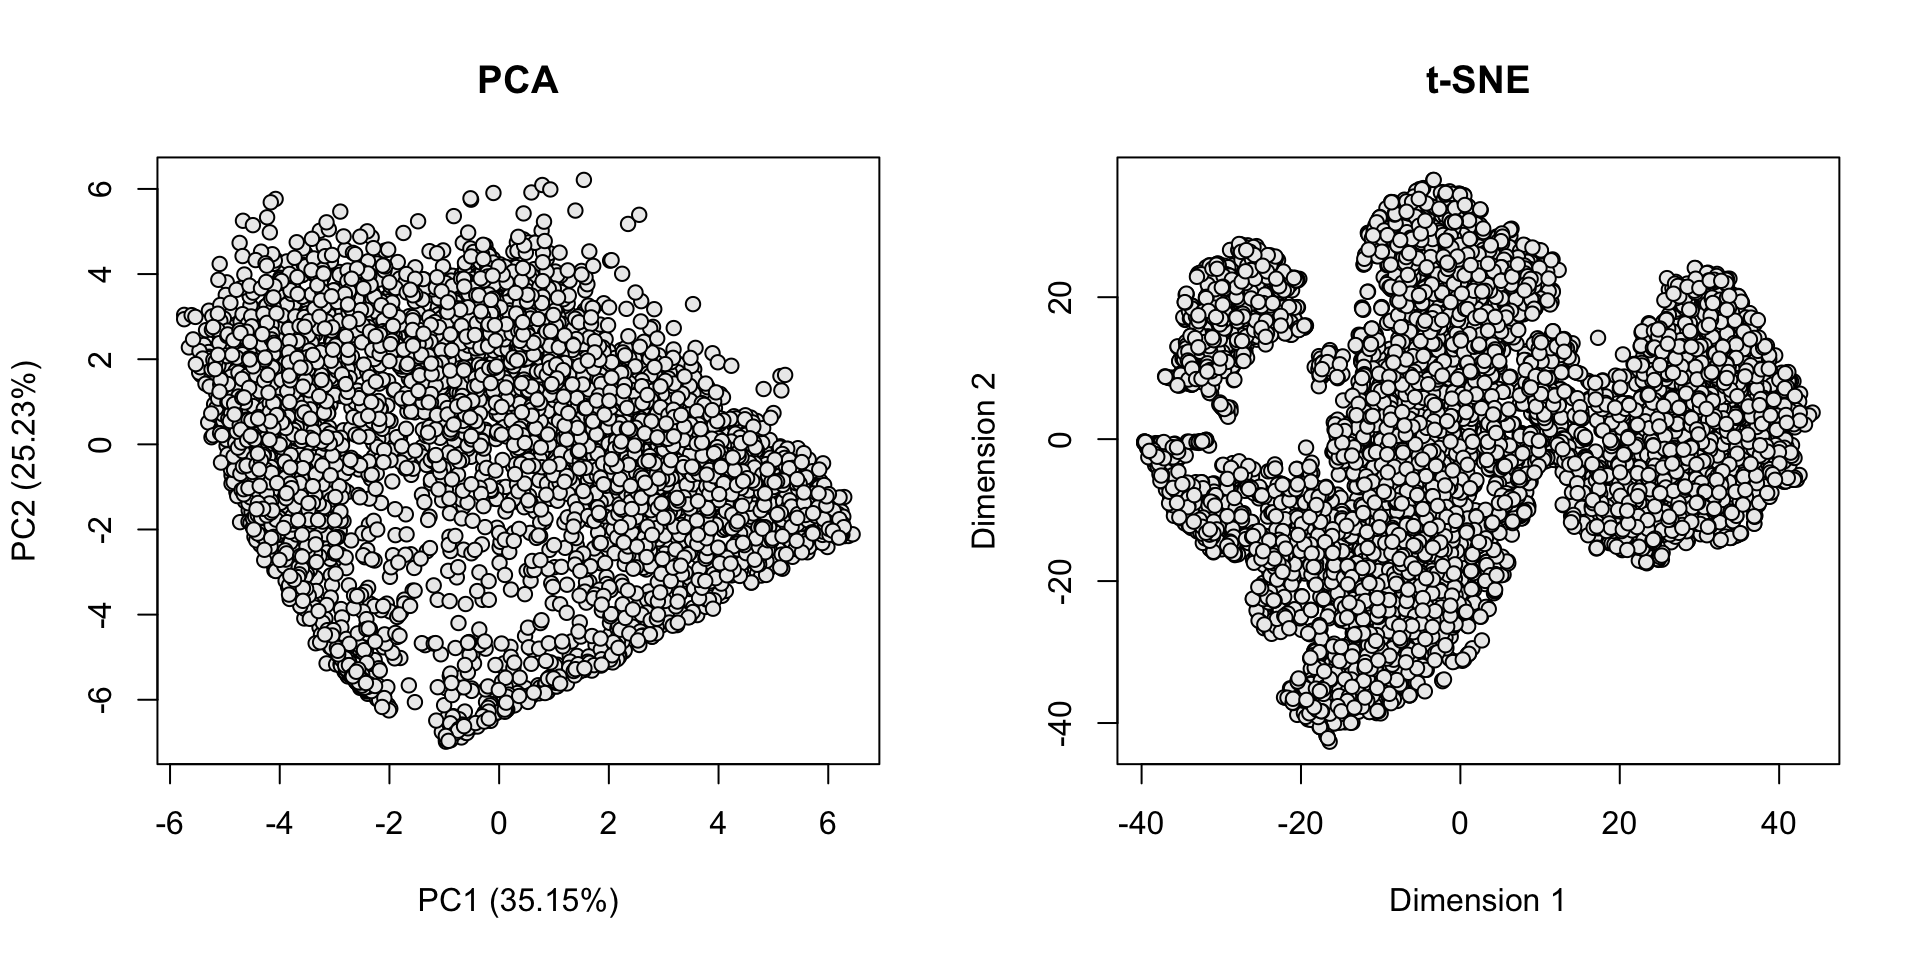 PCA
6
4
2
0
-2
-4
-6
PC2 (25.23%)
-6 -4 -2 0 2 4 6
PC1 (35.15%)
t-SNE
20
0
-20
-40
Dimension 2
-40 -20 0 20 40
Dimension 1